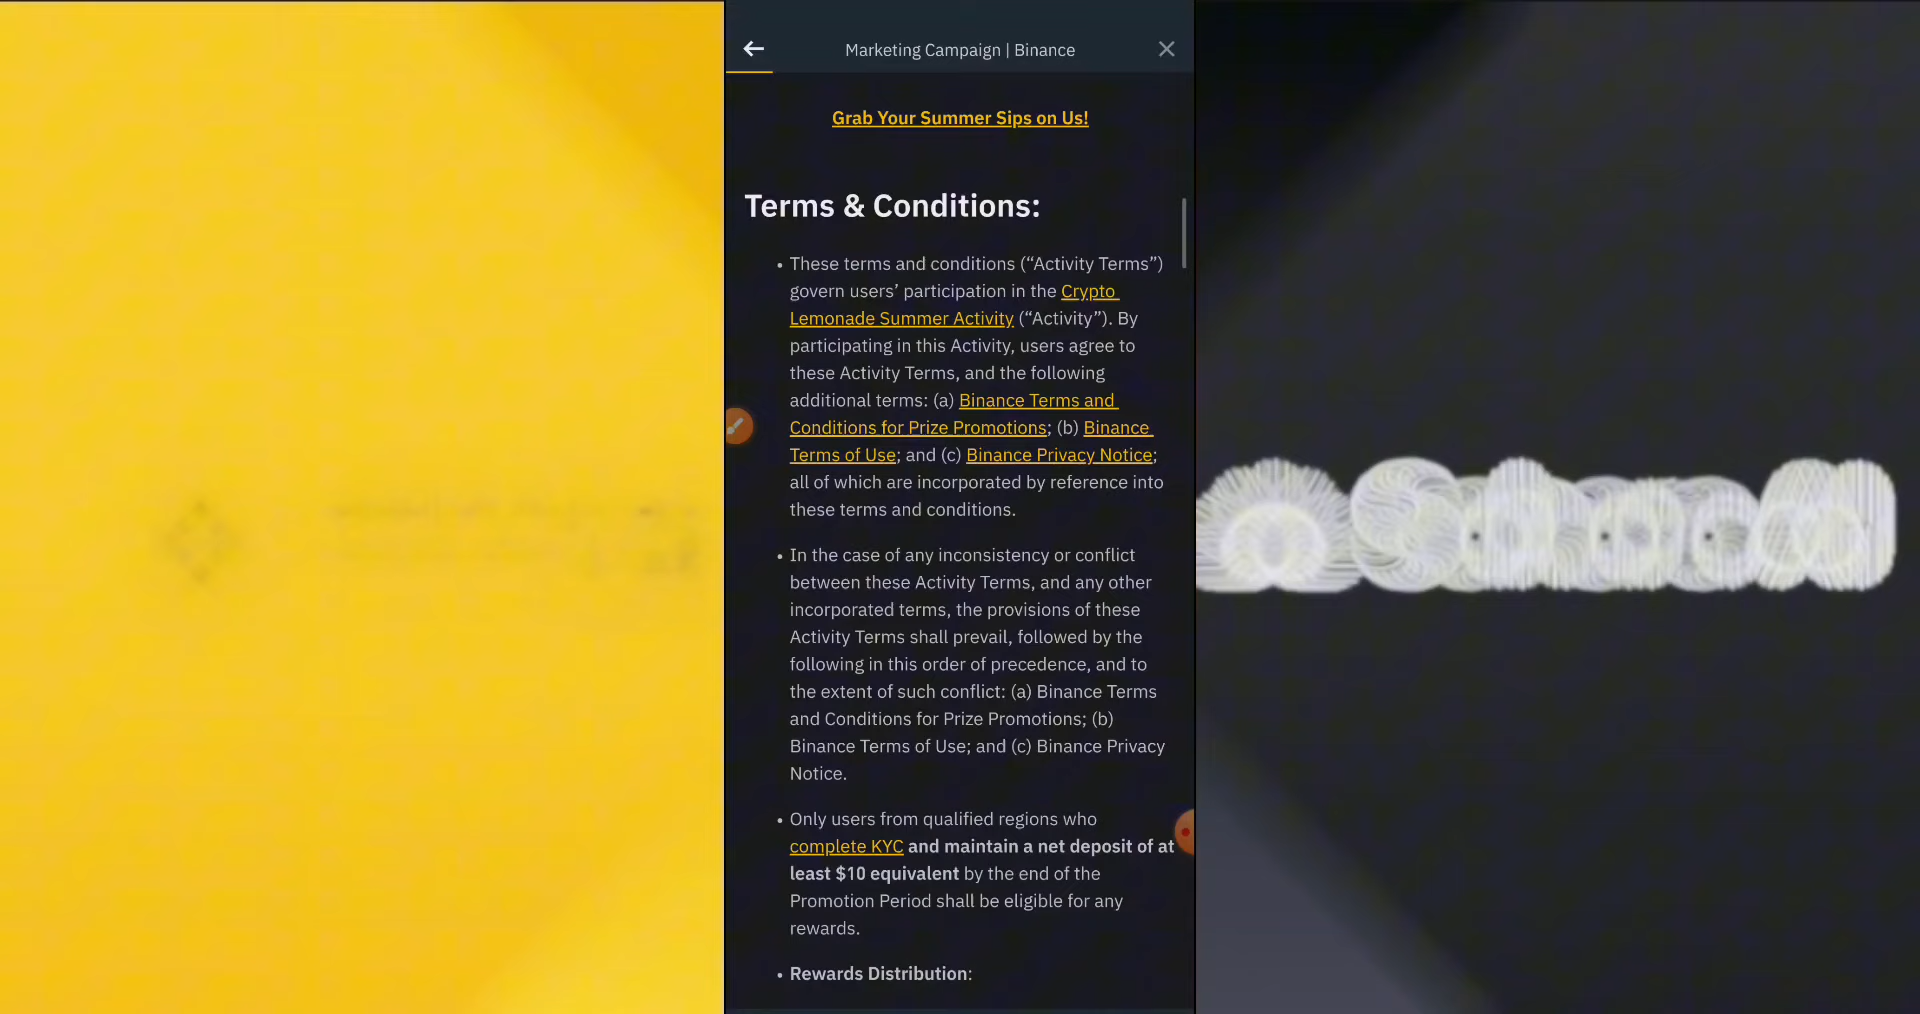 Marketing Campaign | Binance
Grab Your Summer Sips on Us!
Terms & Conditions:
• These terms and conditions (“Activity Terms”)
govern users’ participation in the Crypto
Lemonade Summer Activity (“Activity”). By
participating in this Activity, users agree to
these Activity Terms, and the following
additional terms: (a) Binance Terms and
Conditions for Prize Promotions; (b) Binance
Terms of Use; and (c) Binance Privacy Notice;
all of which are incorporated by reference into
these terms and conditions.
• In the case of any inconsistency or conflict
between these Activity Terms, and any other
incorporated terms, the provisions of these
Activity Terms shall prevail, followed by the
following in this order of precedence, and to
the extent of such conflict: (a) Binance Terms
and Conditions for Prize Promotions; (b)
Binance Terms of Use; and (c) Binance Privacy
Notice.
• Only users from qualified regions who
complete KYC and maintain a net deposit of at
least $10 equivalent by the end of the
Promotion Period shall be eligible for any
rewards.
• Rewards Distribution: